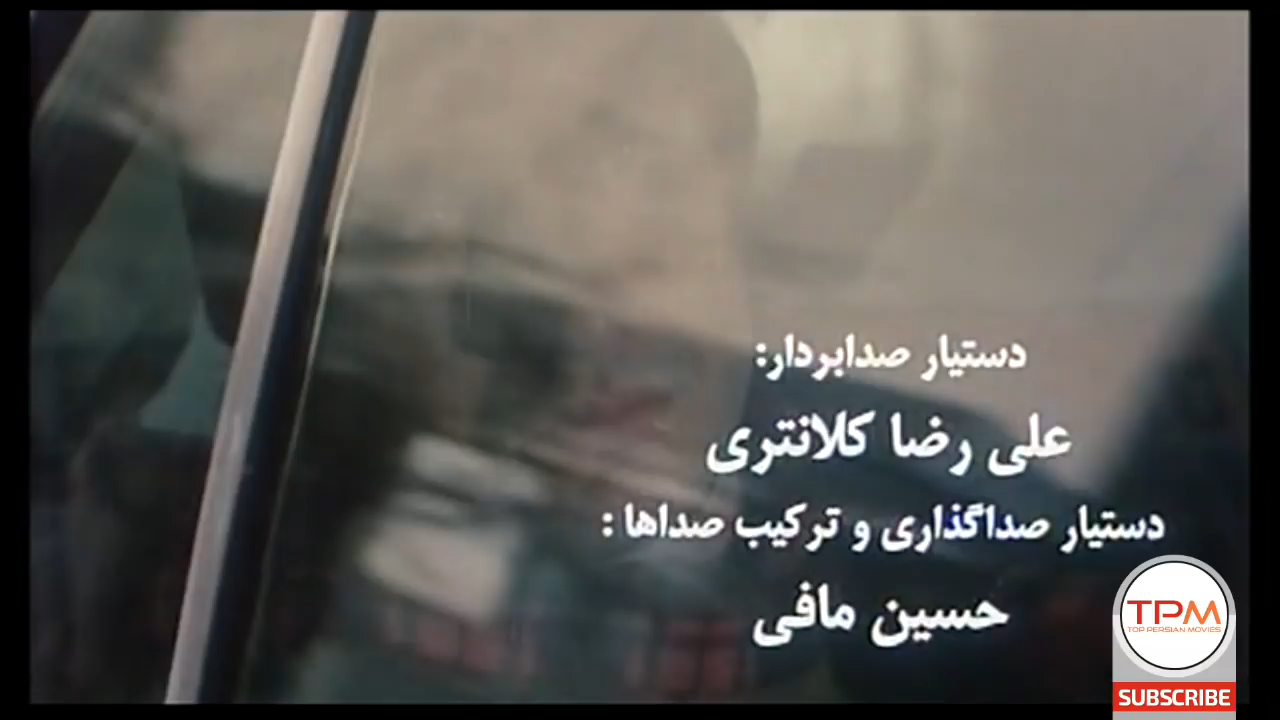 دستیار صدابردار:
علی رضا کلانتری
دستیار صداگذاری و ترکیب صداها :
حسین مافی
TPM
TOP PERSIAN MOVIES
SUBSCRIBE